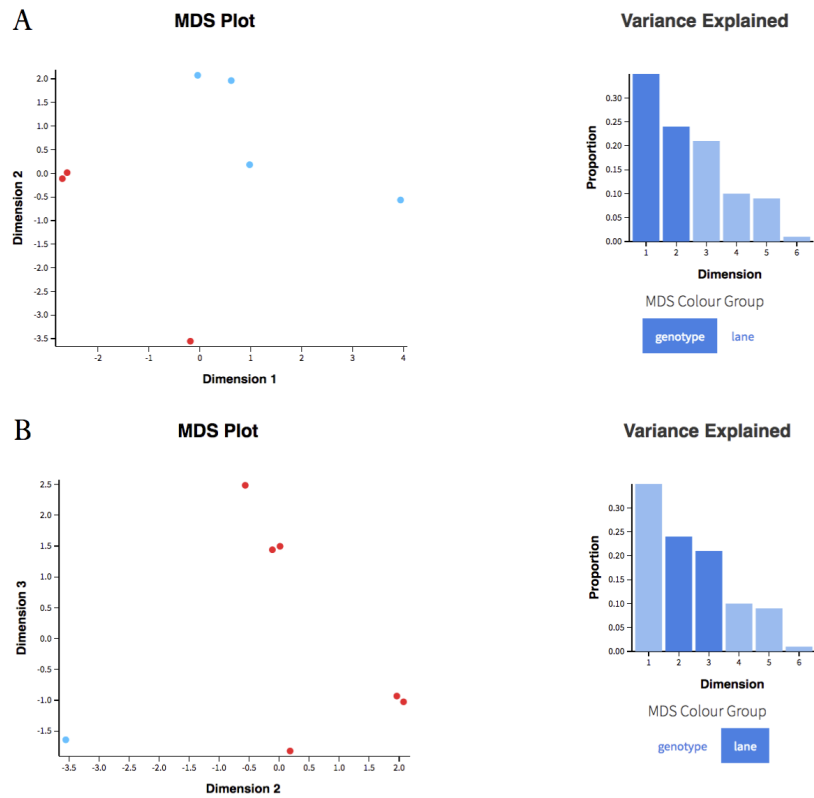 A
MDS Plot
Variance Explained
2.0
1.5
1.0
0.5
0.0
-0.5
-1.0
-1.5
-2.0
-2.5
-3.0
-3.5
Dimension 2
-2 -1 0 1 2 3 4
Dimension 1
0.30
0.25
0.20
0.15
0.10
0.05
0.00
Proportion
1 2 3 4 5 6
Dimension
MDS Colour Group
genotype lane
B
MDS Plot
Variance Explained
2.5
2.0
1.5
1.0
0.5
0.0
-0.5
-1.0
-1.5
Dimension 3
-3.5 -3.0 -2.5 -2.0 -1.5 -1.0 -0.5 0.0 0.5 1.0 1.5 2.0
Dimension 2
0.30
0.25
0.20
0.15
0.10
0.05
0.00
Proportion
1 2 3 4 5 6
Dimension
MDS Colour Group
genotype lane